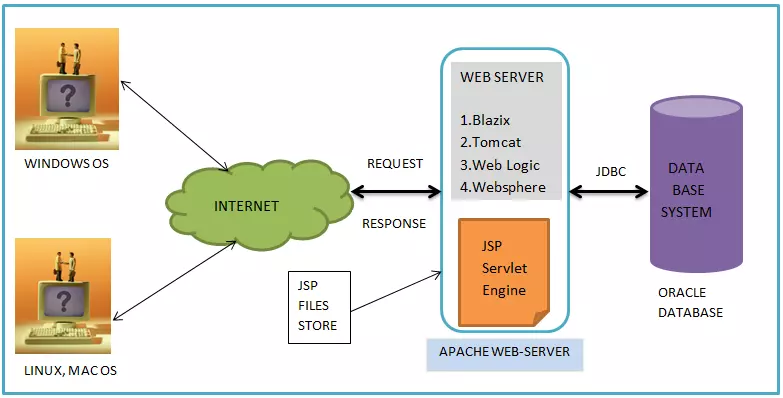 ?
WINDOWS OS
?
LINUX, MAC OS
INTERNET
REQUEST
RESPONSE
JSP
FILES
STORE
WEB SERVER
1.Blazix
2.Tomcat
3.Web Logic
4.Websphere
JSP
Servlet
Engine
APACHE WEB-SERVER
JDBC
DATA
BASE
SYSTEM
ORACLE
DATABASE